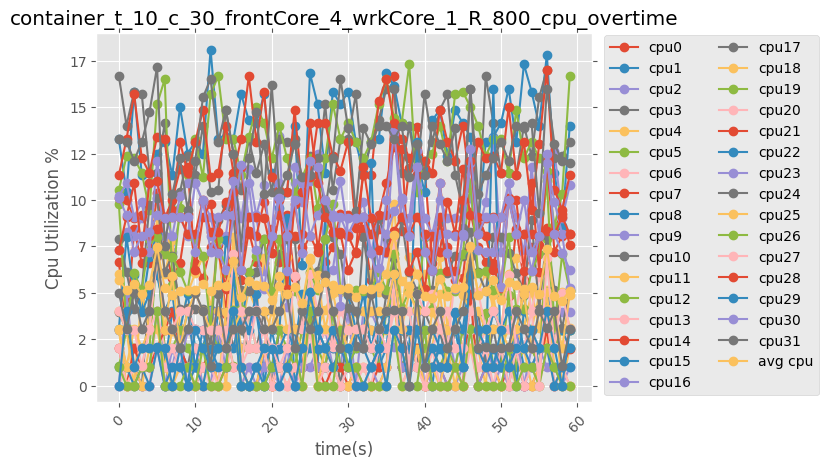 container_t_10_c_30_frontCore_4_wrkCore_1_R_800_cpu_overtime
Cpu Utilization %
17
15
12
10
7
5
2
0
0
10
20
30
40
50
60
time(s)
cpu0
cpu1
cpu2
cpu3
cpu4
cpu5
cpu6
cpu7
cpu8
cpu9
cpu10
cpu11
cpu12
cpu13
cpu14
cpu15
cpu16
cpu17
cpu18
cpu19
cpu20
cpu21
cpu22
cpu23
cpu24
cpu25
cpu26
cpu27
cpu28
cpu29
cpu30
cpu31
avg cpu